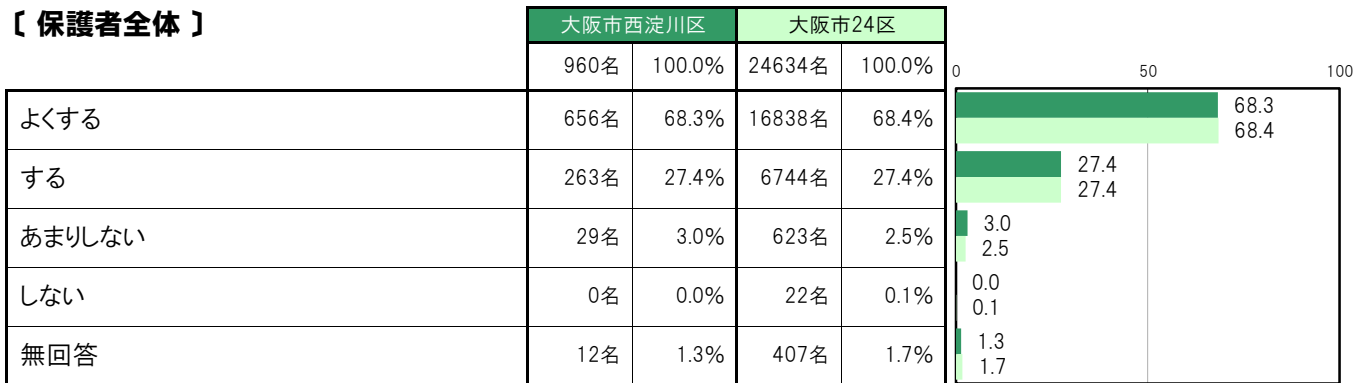 〔 保護者全体 〕
大阪市西淀川区 大阪市24区
960名 100.0% 24634名 100.0%
0 50 100
よくする 656名 68.3% 16838名 68.4%
68.3
68.4
する 263名 27.4% 6744名 27.4%
27.4
27.4
あまりしない 29名 3.0% 623名 2.5%
3.0
2.5
しない 0名 0.0% 22名 0.1%
0.0
0.1
無回答 12名 1.3% 407名 1.7%
1.3
1.7